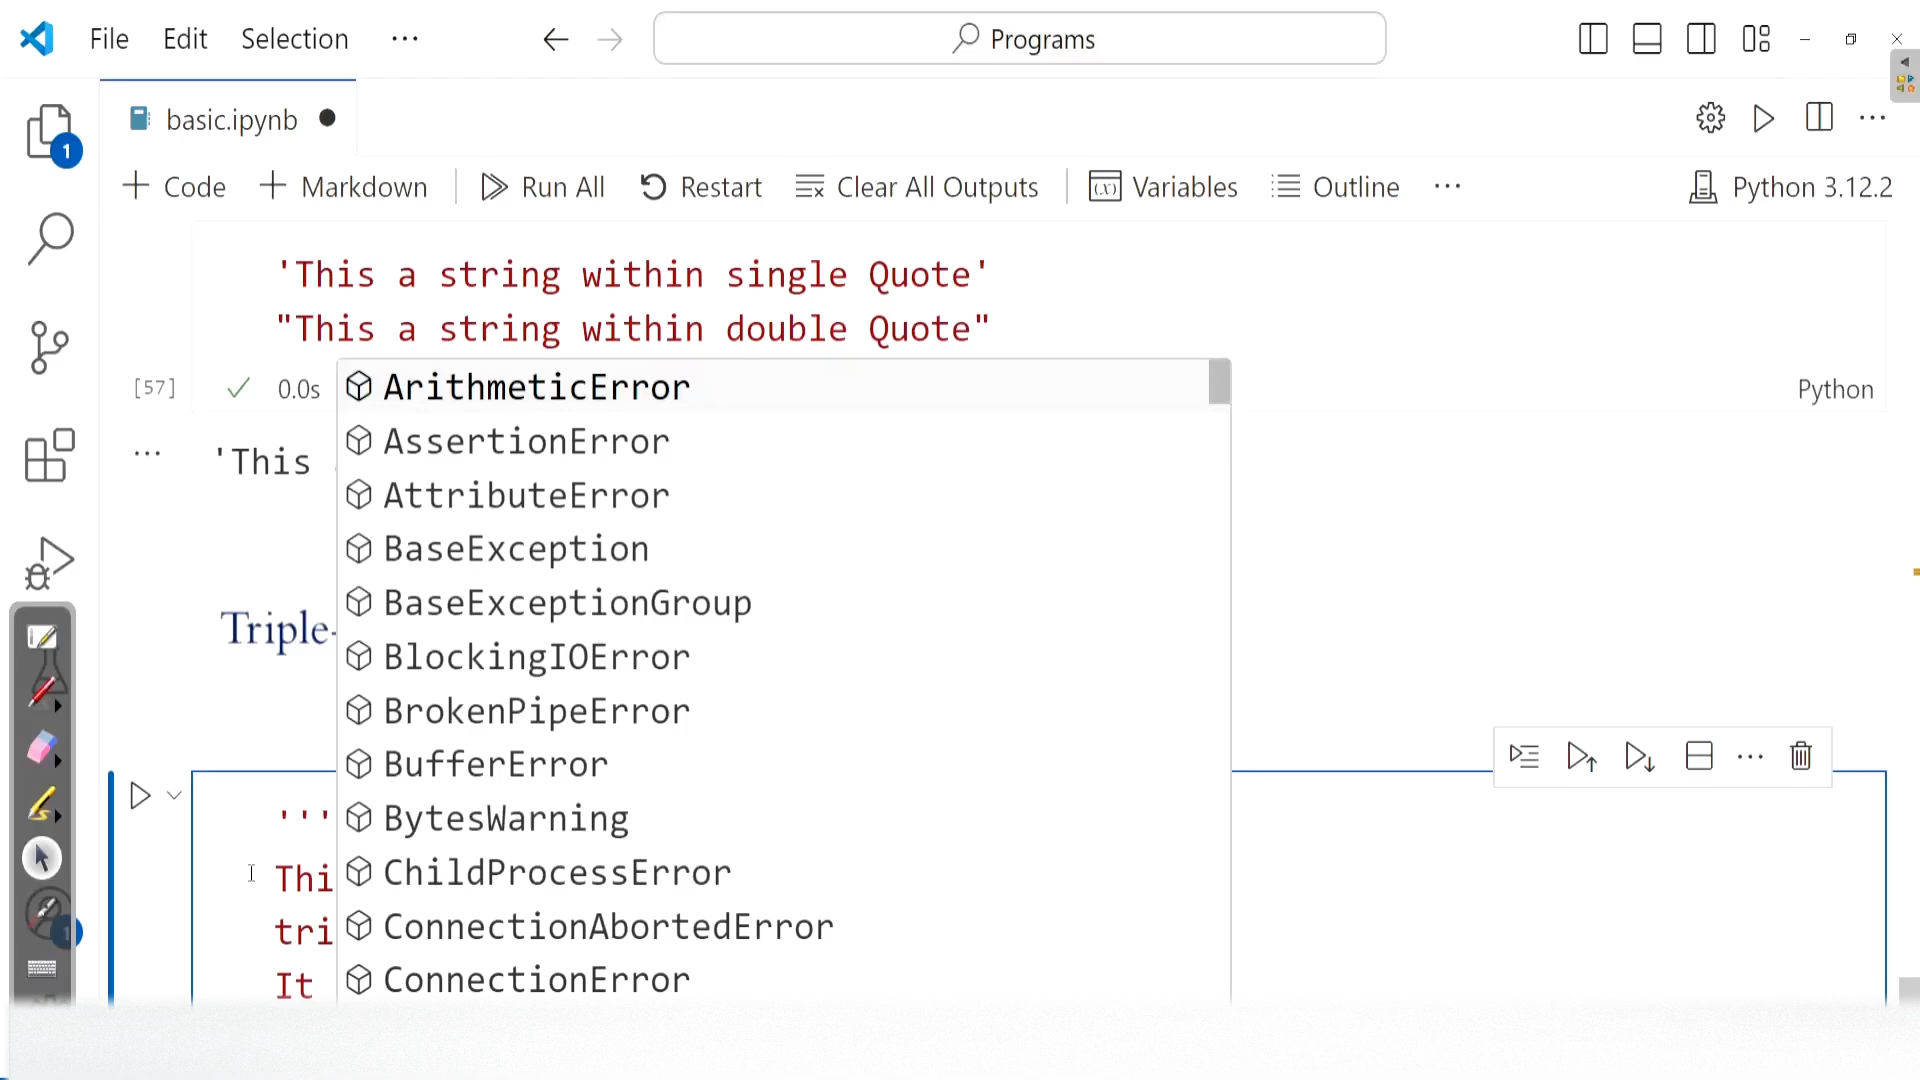 File Edit Selection ··· Programs
basic.ipynb
1
Code Markdown Run All Restart Clear All Outputs Variables Outline ··· Python 3.12.2
'This a string within single Quote'
"This a string within double Quote"
[57] 0.0s Python
ArithmeticError
AssertionError
... 'This
AttributeError
BaseException
BaseExceptionGroup
Triple-
BlockingIOError
BrokenPipeError
BufferError
'''
BytesWarning
Thi
ChildProcessError
tri
1
ConnectionAbortedError
It
ConnectionError